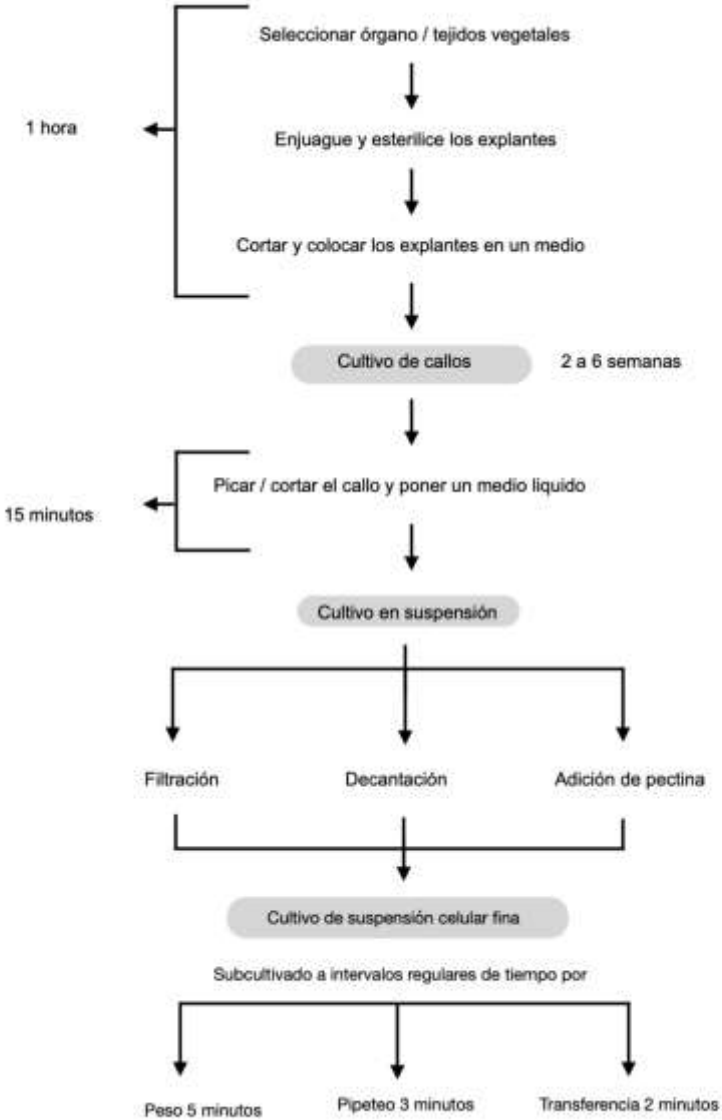 Seleccionar órgano / tejidos vegetales
1 hora
Enjuague y esterilice los explantes
Cortar y colocar los explantes en un medio
Cultivo de callos
2 a 6 semanas
Picar / cortar el callo y poner un medio liquido
15 minutos
Cultivo en suspensión
Filtración
Decantación
Adición de pectina
Cultivo de suspensión celular fina
Subcultivado a intervalos regulares de tiempo por
Peso 5 minutos
Pipeteo 3 minutos
Transferencia 2 minutos